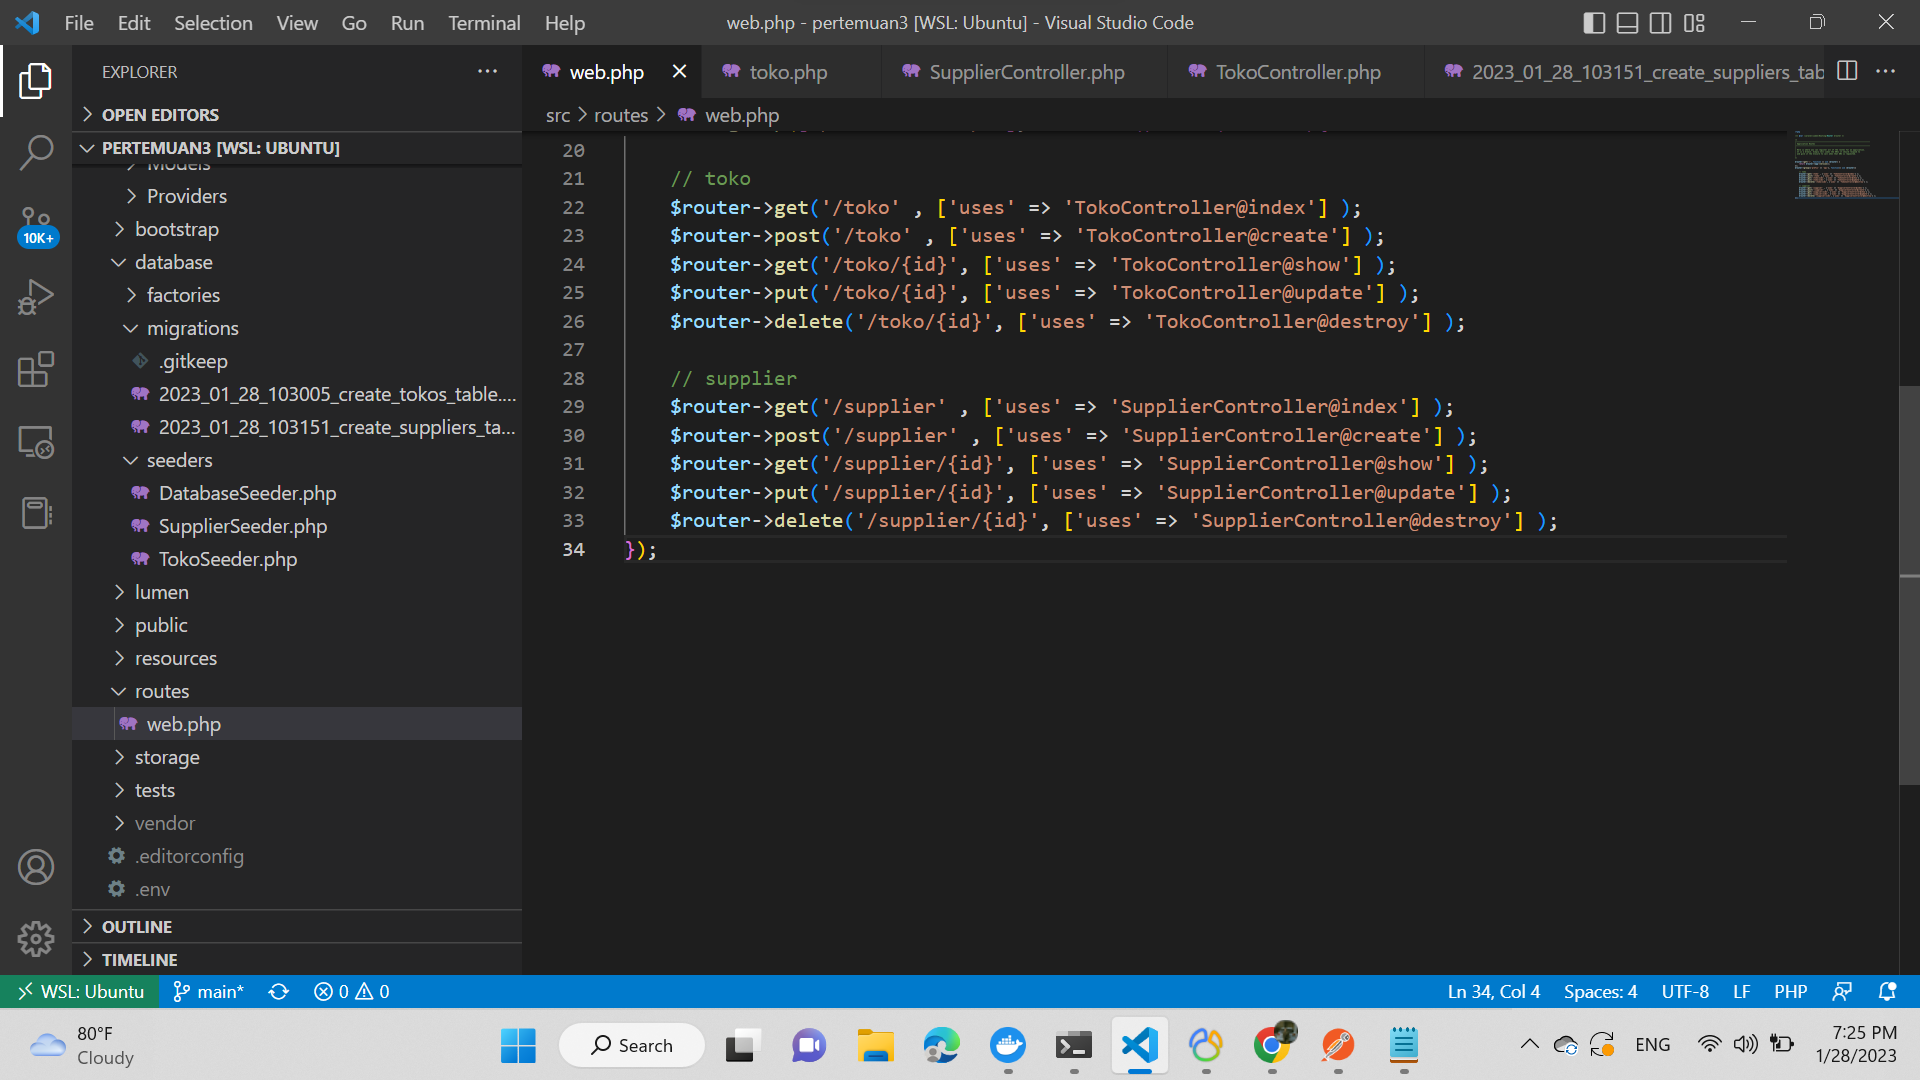 File Edit Selection View Go Run Terminal Help
web.php - pertemuan3 [WSL: Ubuntu] - Visual Studio Code
EXPLORER
OPEN EDITORS
PERTEMUAN3 [WSL: UBUNTU]
Models
Providers
bootstrap
database
factories
migrations
.gitkeep
2023_01_28_103005_create_tokos_table....
2023_01_28_103151_create_suppliers_ta...
seeders
DatabaseSeeder.php
SupplierSeeder.php
TokoSeeder.php
lumen
public
resources
routes
web.php
storage
tests
vendor
.editorconfig
.env
OUTLINE
TIMELINE
10K+
web.php toko.php SupplierController.php TokoController.php 2023_01_28_103151_create_suppliers_tab
src > routes > web.php
20
21 // toko
22 $router->get('/toko' , ['uses' => 'TokoController@index'] );
23 $router->post('/toko' , ['uses' => 'TokoController@create'] );
24 $router->get('/toko/{id}', ['uses' => 'TokoController@show'] );
25 $router->put('/toko/{id}', ['uses' => 'TokoController@update'] );
26 $router->delete('/toko/{id}', ['uses' => 'TokoController@destroy'] );
27
28 // supplier
29 $router->get('/supplier' , ['uses' => 'SupplierController@index'] );
30 $router->post('/supplier' , ['uses' => 'SupplierController@create'] );
31 $router->get('/supplier/{id}', ['uses' => 'SupplierController@show'] );
32 $router->put('/supplier/{id}', ['uses' => 'SupplierController@update'] );
33 $router->delete('/supplier/{id}', ['uses' => 'SupplierController@destroy'] );
34 });
WSL: Ubuntu main* 0 0 Ln 34, Col 4 Spaces: 4 UTF-8 LF PHP
80°F
Cloudy
Search
ENG
7:25 PM
1/28/2023